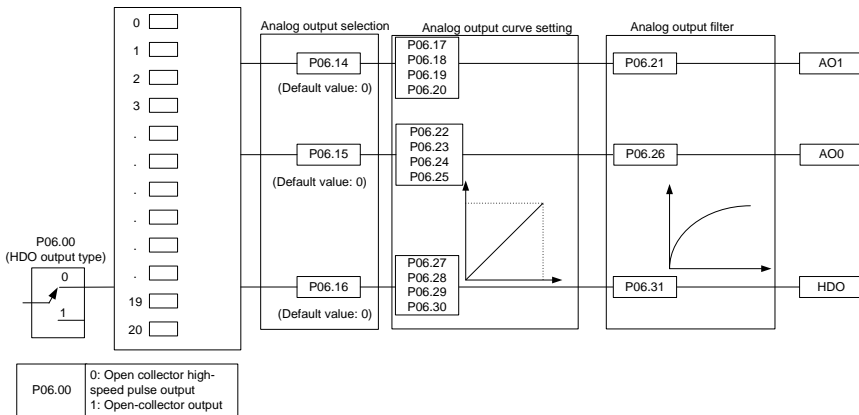 Analog output selection
Analog output curve setting
Analog output filter
0
1
2
3
.
.
.
.
.
.
19
20
P06.14
(Default value: 0)
P06.17
P06.18
P06.19
P06.20
P06.21
AO1
P06.15
(Default value: 0)
P06.22
P06.23
P06.24
P06.25
P06.26
AO0
P06.00
(HDO output type)
0
1
P06.16
(Default value: 0)
P06.27
P06.28
P06.29
P06.30
P06.31
HDO
P06.00
0: Open collector high-
speed pulse output
1: Open-collector output